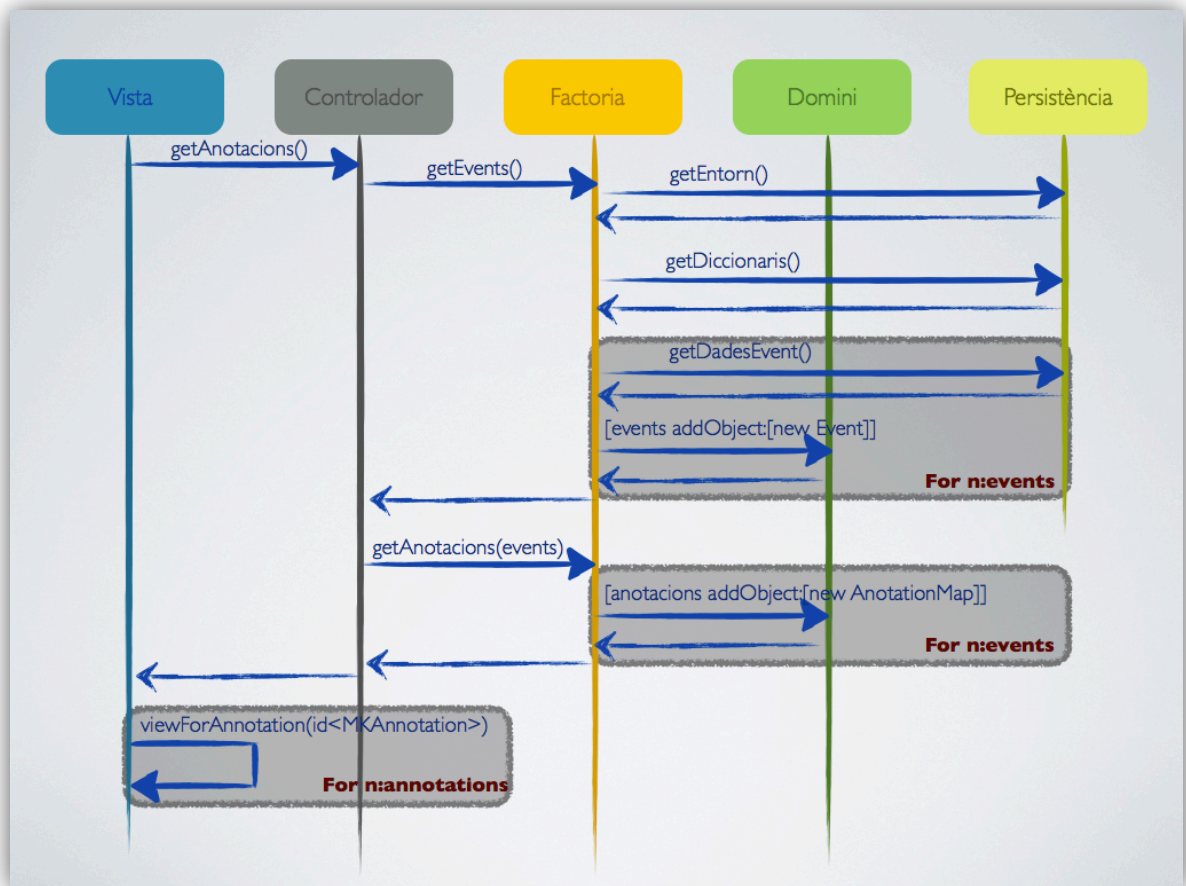 Vista
Controlador
Factoria
Domini
Persistència
getAnotacions()
getEvents()
getEntorn()
getDiccionaris()
getDadesEvent()
[events addObject:[new Event]]
For n:events
getAnotacions(events)
[anotacions addObject:[new AnotationMap]]
For n:events
viewForAnnotation(id<MKAnnotation>)
For n:annotations